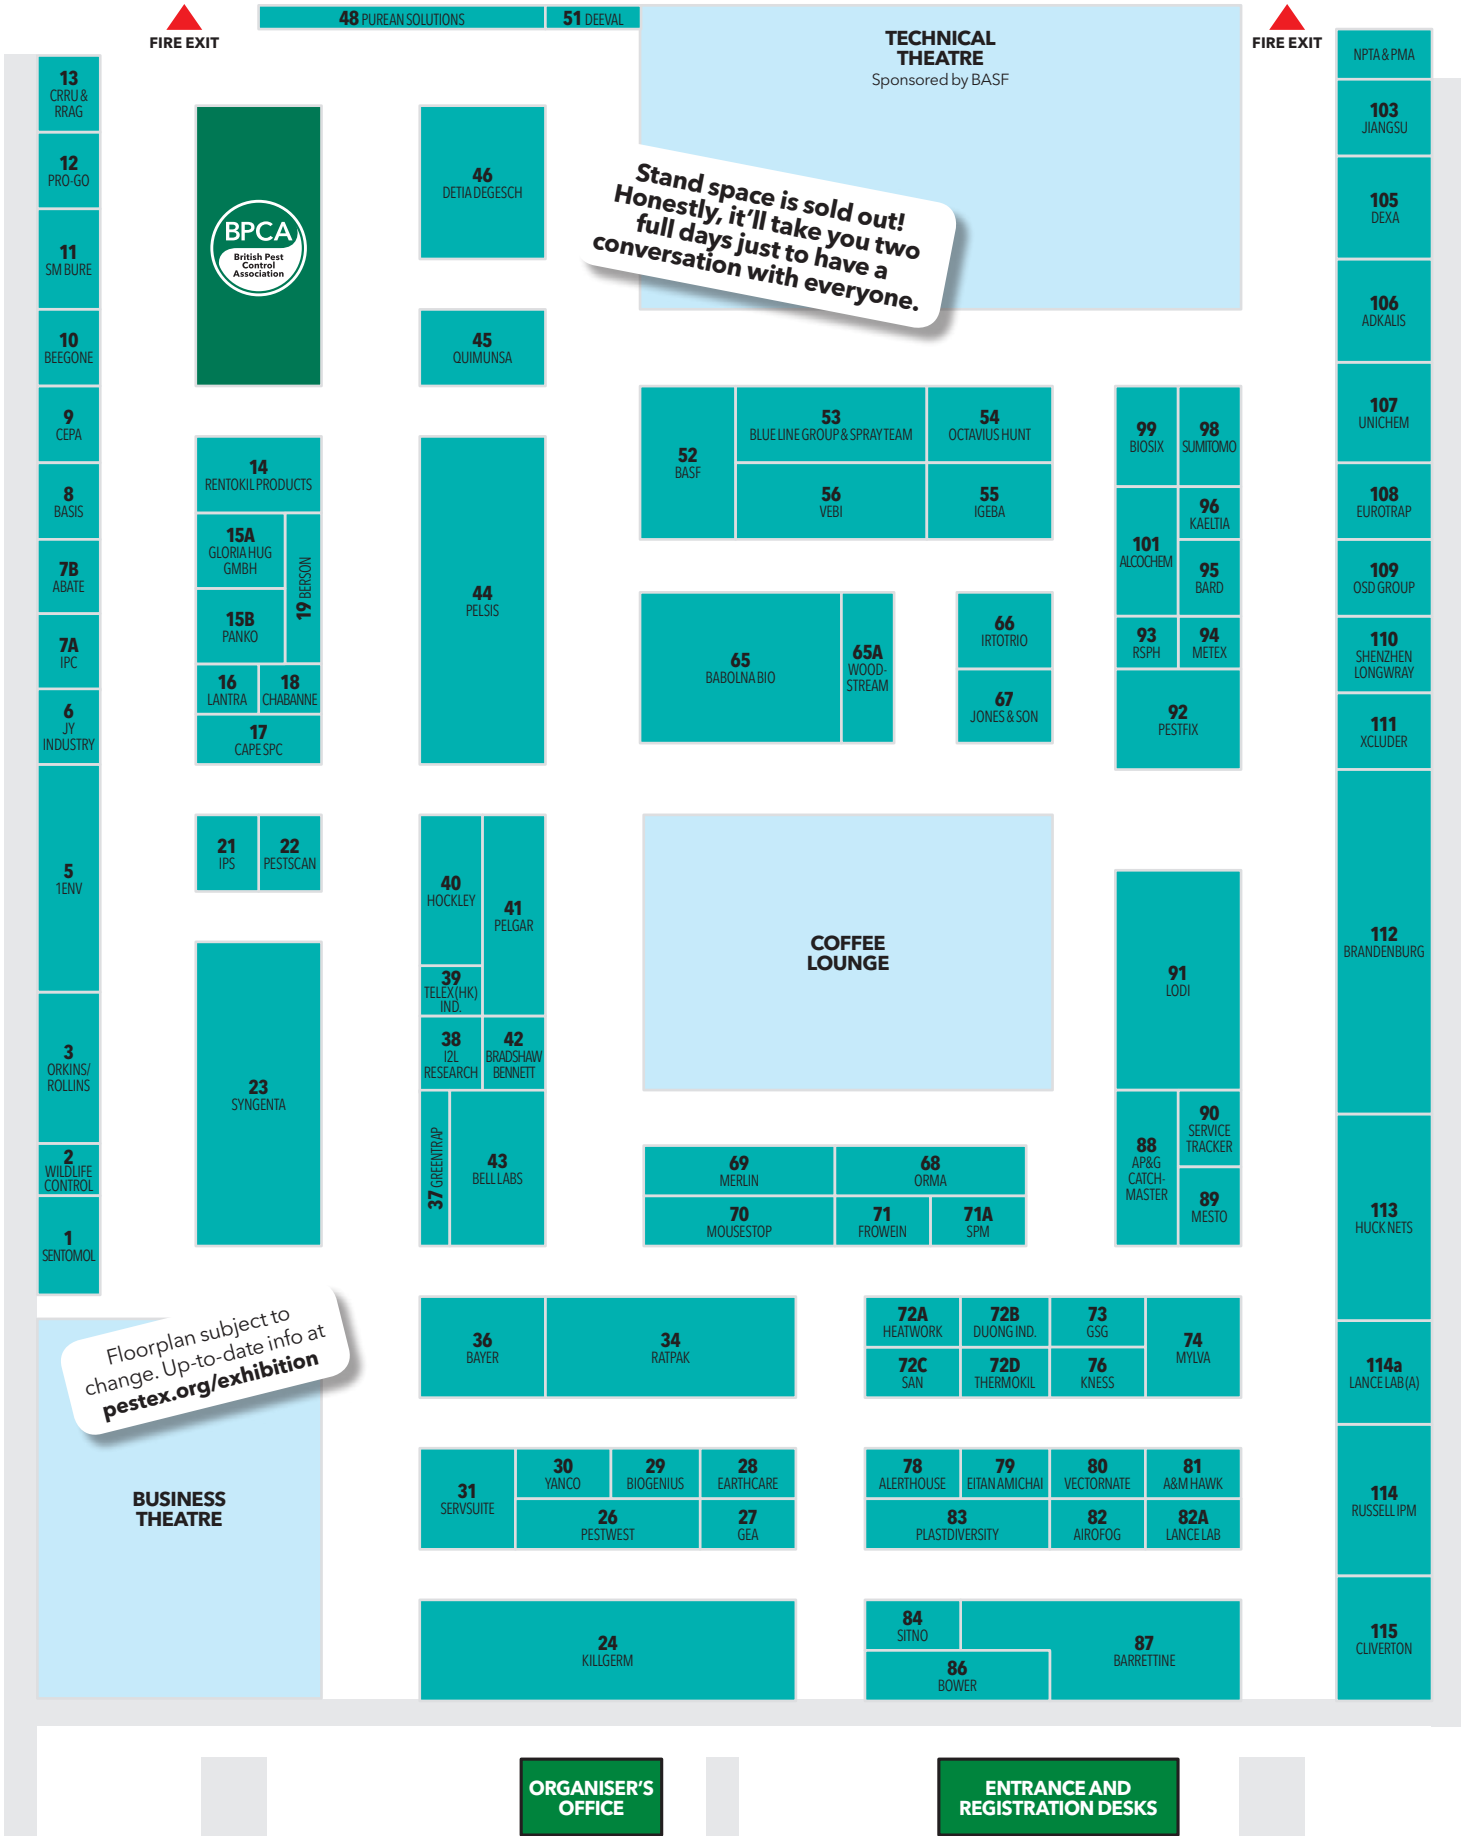 FIRE EXIT
48 PUREAN SOLUTIONS
51 DEEVAL
TECHNICAL
THEATRE
Sponsored by BASF
FIRE EXIT
NPTA & PMA
13
CRRU &
RRAG
12
PRO-GO
11
SM BURE
10
BEEGONE
9
CEPA
8
BASIS
7B
ABATE
7A
IPC
6
JY
INDUSTRY
5
1ENV
3
ORKINS/
ROLLINS
2
WILDLIFE
CONTROL
1
SENTOMOL
BPCA
British Pest
Control
Association
14
RENTOKIL PRODUCTS
15A
GLORIA HUG
GMBH
15B
PANKO
19 BERSON
16
LANTRA
18
CHABANNE
17
CAPE SPC
21
IPS
22
PESTSCAN
23
SYNGENTA
46
DETIA DEGESCH
45
QUIMUNSA
44
PELSIS
40
HOCKLEY
41
PELGAR
39
TELEX (HK)
IND.
38
I2L
RESEARCH
42
BRADSHAW
BENNETT
37 GREENTRAP
43
BELL LABS
Stand space is sold out!
Honestly, it'll take you two
full days just to have a
conversation with everyone.
52
BASF
53
BLUE LINE GROUP & SPRAY TEAM
54
OCTAVIUS HUNT
56
VEBI
55
IGEBA
65
BABOLNA BIO
65A
WOOD-
STREAM
66
IRTOTRIO
67
JONES & SON
COFFEE
LOUNGE
69
MERLIN
68
ORMA
70
MOUSESTOP
71
FROWEIN
71A
SPM
99
BIOSIX
98
SUMITOMO
101
ALCOCHEM
96
KAELTIA
95
BARD
93
RSPH
94
METEX
92
PESTFIX
91
LODI
88
AP&G
CATCH-
MASTER
90
SERVICE
TRACKER
89
MESTO
103
JIANGSU
105
DEXA
106
ADKALIS
107
UNICHEM
108
EUROTRAP
109
OSD GROUP
110
SHENZHEN
LONGWRAY
111
XCLUDER
112
BRANDENBURG
113
HUCK NETS
114a
LANCE LAB (A)
114
RUSSELL IPM
115
CLIVERTON
Floorplan subject to
change. Up-to-date info at
pestex.org/exhibition
BUSINESS
THEATRE
36
BAYER
34
RATPAK
72A
HEATWORK
72B
DUONG IND.
73
GSG
74
MYLVA
72C
SAN
72D
THERMOKIL
76
KNESS
31
SERVSUITE
30
YANCO
29
BIOGENIUS
28
EARTHCARE
26
PESTWEST
27
GEA
78
ALERTHOUSE
79
EITAN AMICHAI
80
VECTORNATE
81
A&M HAWK
83
PLASTDIVERSITY
82
AIROFOG
82A
LANCE LAB
24
KILLGERM
84
SITNO
86
BOWER
87
BARRETTINE
ORGANISER'S
OFFICE
ENTRANCE AND
REGISTRATION DESKS